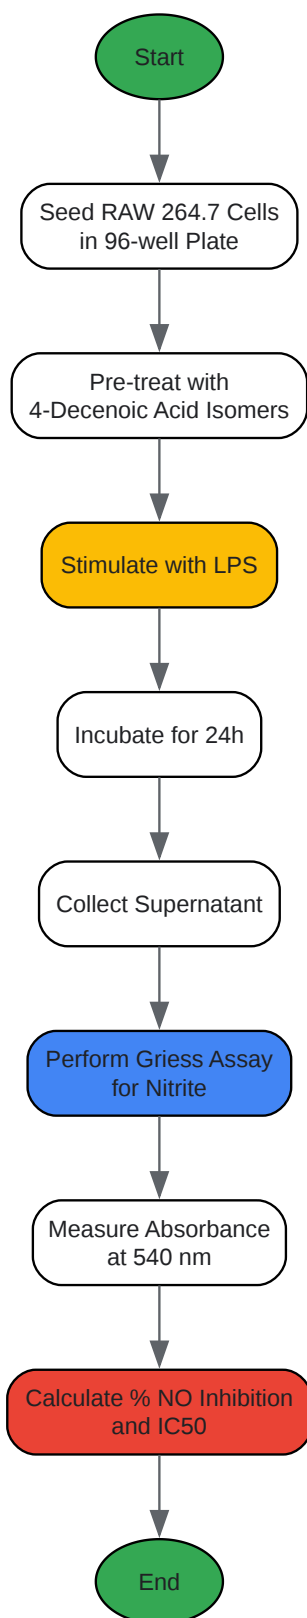 Start
Seed RAW 264.7 Cells
in 96-well Plate
Pre-treat with
4-Decenoic Acid Isomers
Stimulate with LPS
Incubate for 24h
Collect Supernatant
Perform Griess Assay
for Nitrite
Measure Absorbance
at 540 nm
Calculate % NO Inhibition
and IC50
End